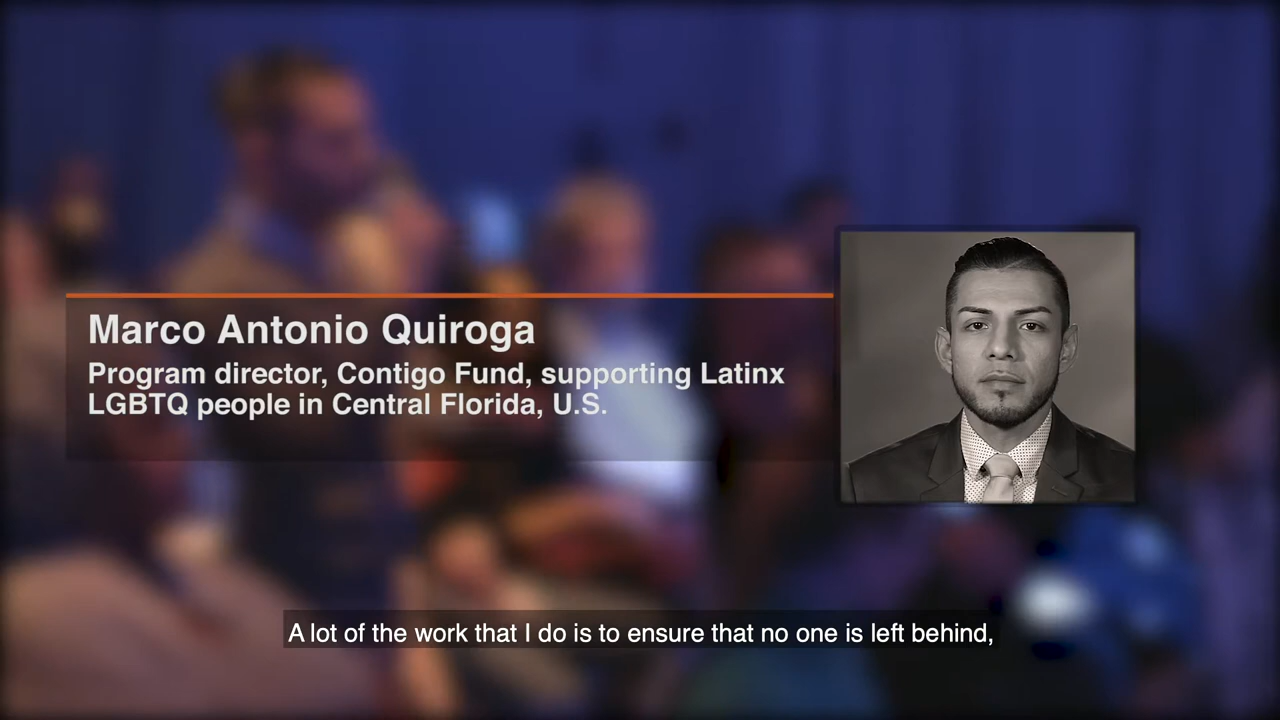 Marco Antonio Quiroga
Program director, Contigo Fund, supporting Latinx
LGBTQ people in Central Florida, U.S.
A lot of the work that I do is to ensure that no one is left behind,